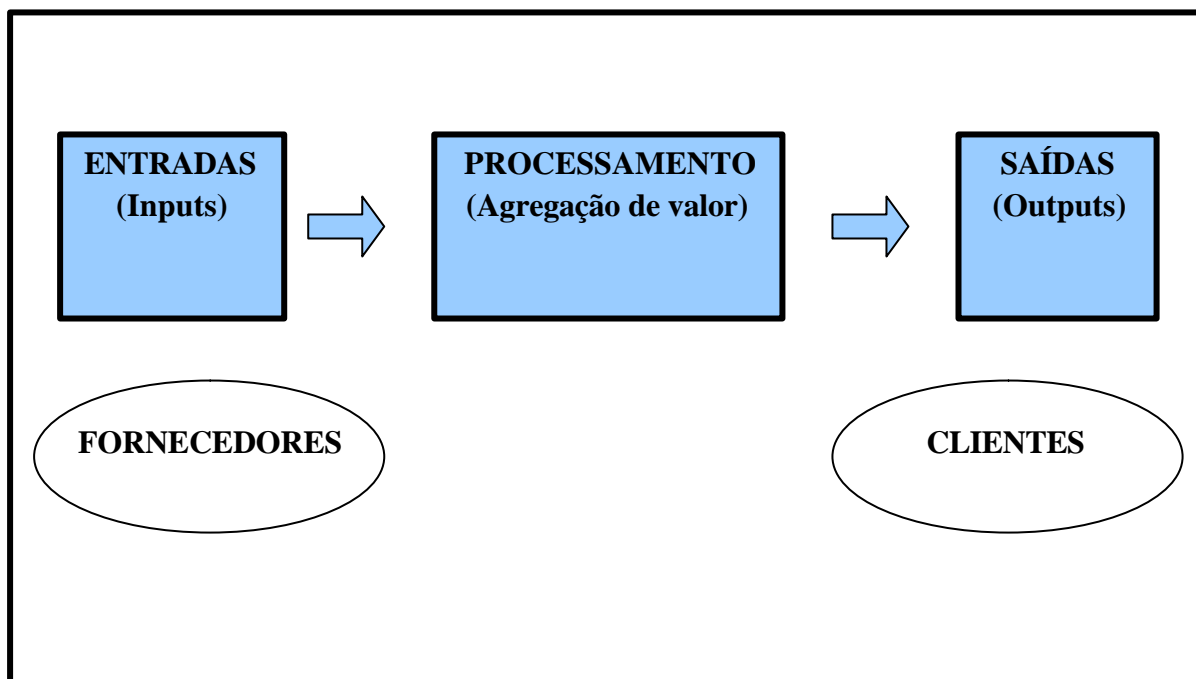 ENTRADAS
(Inputs)
PROCESSAMENTO
(Agregação de valor)
SAÍDAS
(Outputs)
FORNECEDORES
CLIENTES